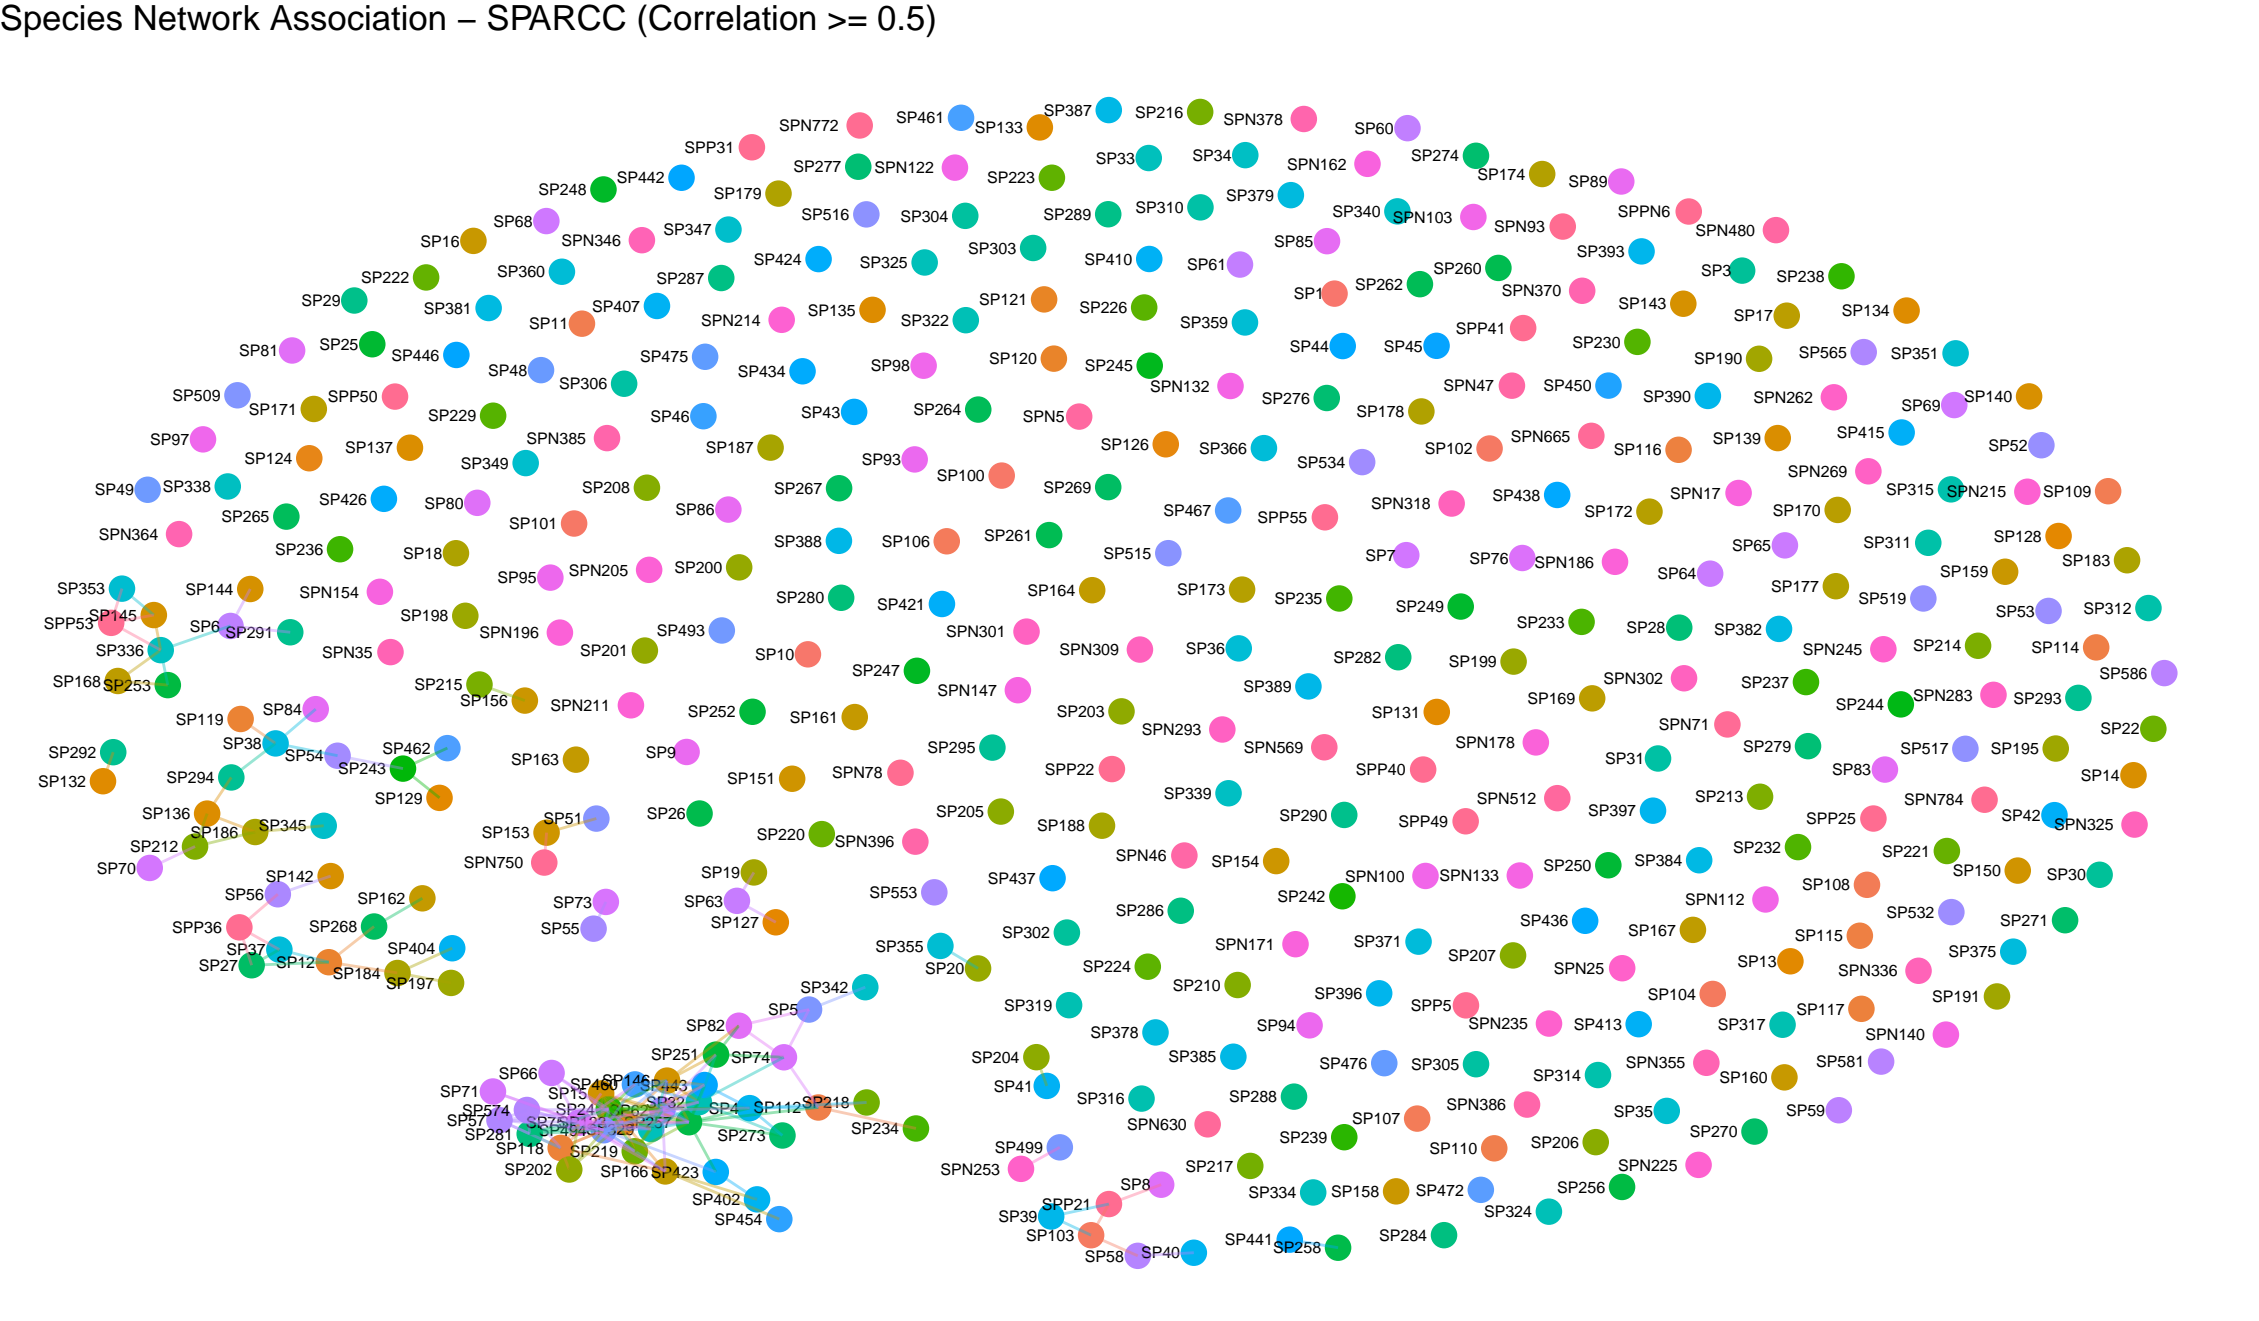 Species Network Association – SPARCC (Correlation >= 0.5)
SP387 SP216 SPN378
SPN772 SP461 SP133 SP60
SPP31 SP277 SPN122 SP33 SP34 SPN162 SP274
SP248 SP442 SP179 SP223 SP379 SP174 SP89
SP68 SP516 SP304 SP289 SP310 SP340 SPN103 SPPN6
SP16 SPN346 SP347 SP303 SP85 SPN93 SPN480
SP222 SP360 SP287 SP424 SP325 SP410 SP61 SP260 SP393 SP3 SP238
SP29 SP381 SP407 SP121 SP226 SP1 SP262 SPN370 SP143
SP11 SPN214 SP135 SP322 SP359 SPP41 SP17 SP134
SP81 SP25 SP446 SP475 SP44 SP45 SP230 SP190 SP565 SP351
SP48 SP306 SP434 SP98 SP120 SP245 SPN132 SPN47 SP450
SP509 SP171 SPP50 SP229 SP46 SP43 SP264 SPN5 SP276 SP178 SP390 SPN262 SP69 SP140
SP97 SP137 SPN385 SP187 SP126 SP366 SP102 SPN665 SP116 SP139 SP415 SP52
SP124 SP349 SP93 SP100 SP534 SPN269
SP49 SP338 SP426 SP80 SP208 SP267 SP269 SP438 SPN17 SP315 SPN215 SP109
SP265 SP101 SP86 SP467 SPP55 SPN318 SP172 SP170
SPN364 SP236 SP18 SP388 SP106 SP261 SP515 SP7 SP76 SPN186 SP65 SP311 SP128 SP183
SP353 SP144 SPN154 SP95 SPN205 SP200 SP164 SP173 SP64 SP177 SP159
SPP53 SP145 SP6 SP291 SP198 SPN196 SP493 SP280 SP421 SPN301 SP235 SP249 SP233 SP28 SP382 SP519 SP53 SP312
SP336 SPN35 SP201 SP10 SPN309 SP36 SP282 SP199 SPN245 SP214 SP114
SP168 SP253 SP215 SP156 SP247 SPN147 SP389 SP169 SPN302 SP237 SP586
SP119 SP84 SPN211 SP252 SP161 SP203 SPN293 SP131 SPN71 SP244 SPN283 SP293
SP292 SP38 SP54 SP462 SP9 SP295 SPN569 SPN178 SP31 SP279 SP517 SP195 SP22
SP132 SP294 SP243 SP163 SP151 SPN78 SPP22 SPP40 SP83 SP14
SP129 SP339 SPN512 SP397 SP213 SPN784
SP136 SP186 SP345 SP153 SP51 SP26 SP220 SPN396 SP205 SP188 SP290 SPP49 SPP25 SP42 SPN325
SP212 SPN750 SPN46 SP154 SP250 SP384 SP232 SP221
SP70 SP142 SP19 SP437 SPN100 SPN133 SP108 SP150 SP30
SP56 SP162 SP73 SP63 SP553 SP242 SPN112
SPP36 SP268 SP55 SP127 SP286 SP436 SP167 SP532 SP271
SP37 SP404 SP355 SP302 SPN171 SP371 SP115 SP375
SP27 SP12 SP184 SP197 SP20 SP224 SP207 SPN25 SP13 SPN336
SP342 SP210 SP396 SP104 SP191
SP5 SP319 SPP5 SP117
SP82 SP378 SP94 SPN235 SP413 SP317 SPN140
SP251 SP74 SP204 SP385 SP476 SP305 SPN355 SP581
SP66 SP460 SP146 SP443 SP41 SP314 SP160
SP71 SP15 SP32 SP316 SP288 SPN386
SP574 SP62 SP4 SP112 SP218 SP107 SP35 SP59
SP57 SP257 SP234 SPN630
SP281 SP494 SP329 SP273 SP239 SP270
SP118 SP219 SP499 SP110 SP206
SP202 SP166 SP423 SPN253 SP217 SPN225
SP402 SP8 SP334 SP158 SP472 SP256
SP454 SPP21 SP39 SP324
SP103 SP441 SP258 SP284
SP58 SP40